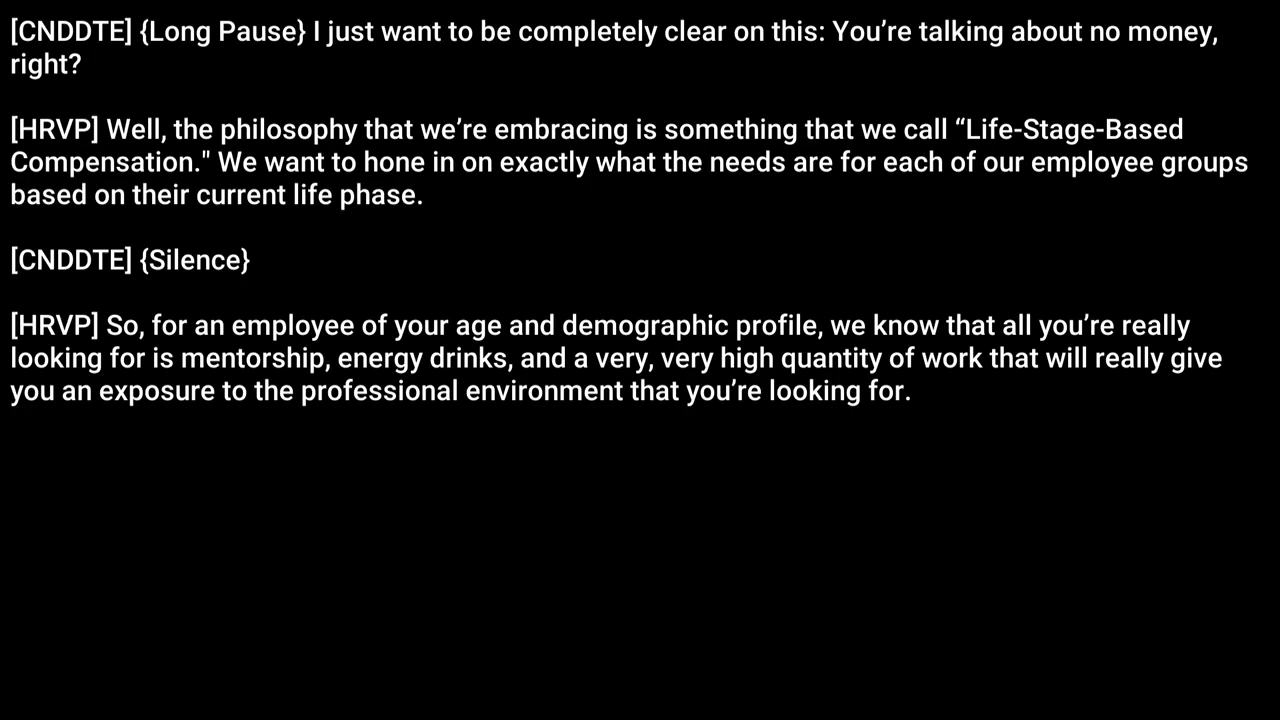 [CNDDTE] {Long Pause} I just want to be completely clear on this: You’re talking about no money,
right?
[HRVP] Well, the philosophy that we’re embracing is something that we call “Life-Stage-Based
Compensation." We want to hone in on exactly what the needs are for each of our employee groups
based on their current life phase.
[CNDDTE] {Silence}
[HRVP] So, for an employee of your age and demographic profile, we know that all you’re really
looking for is mentorship, energy drinks, and a very, very high quantity of work that will really give
you an exposure to the professional environment that you’re looking for.